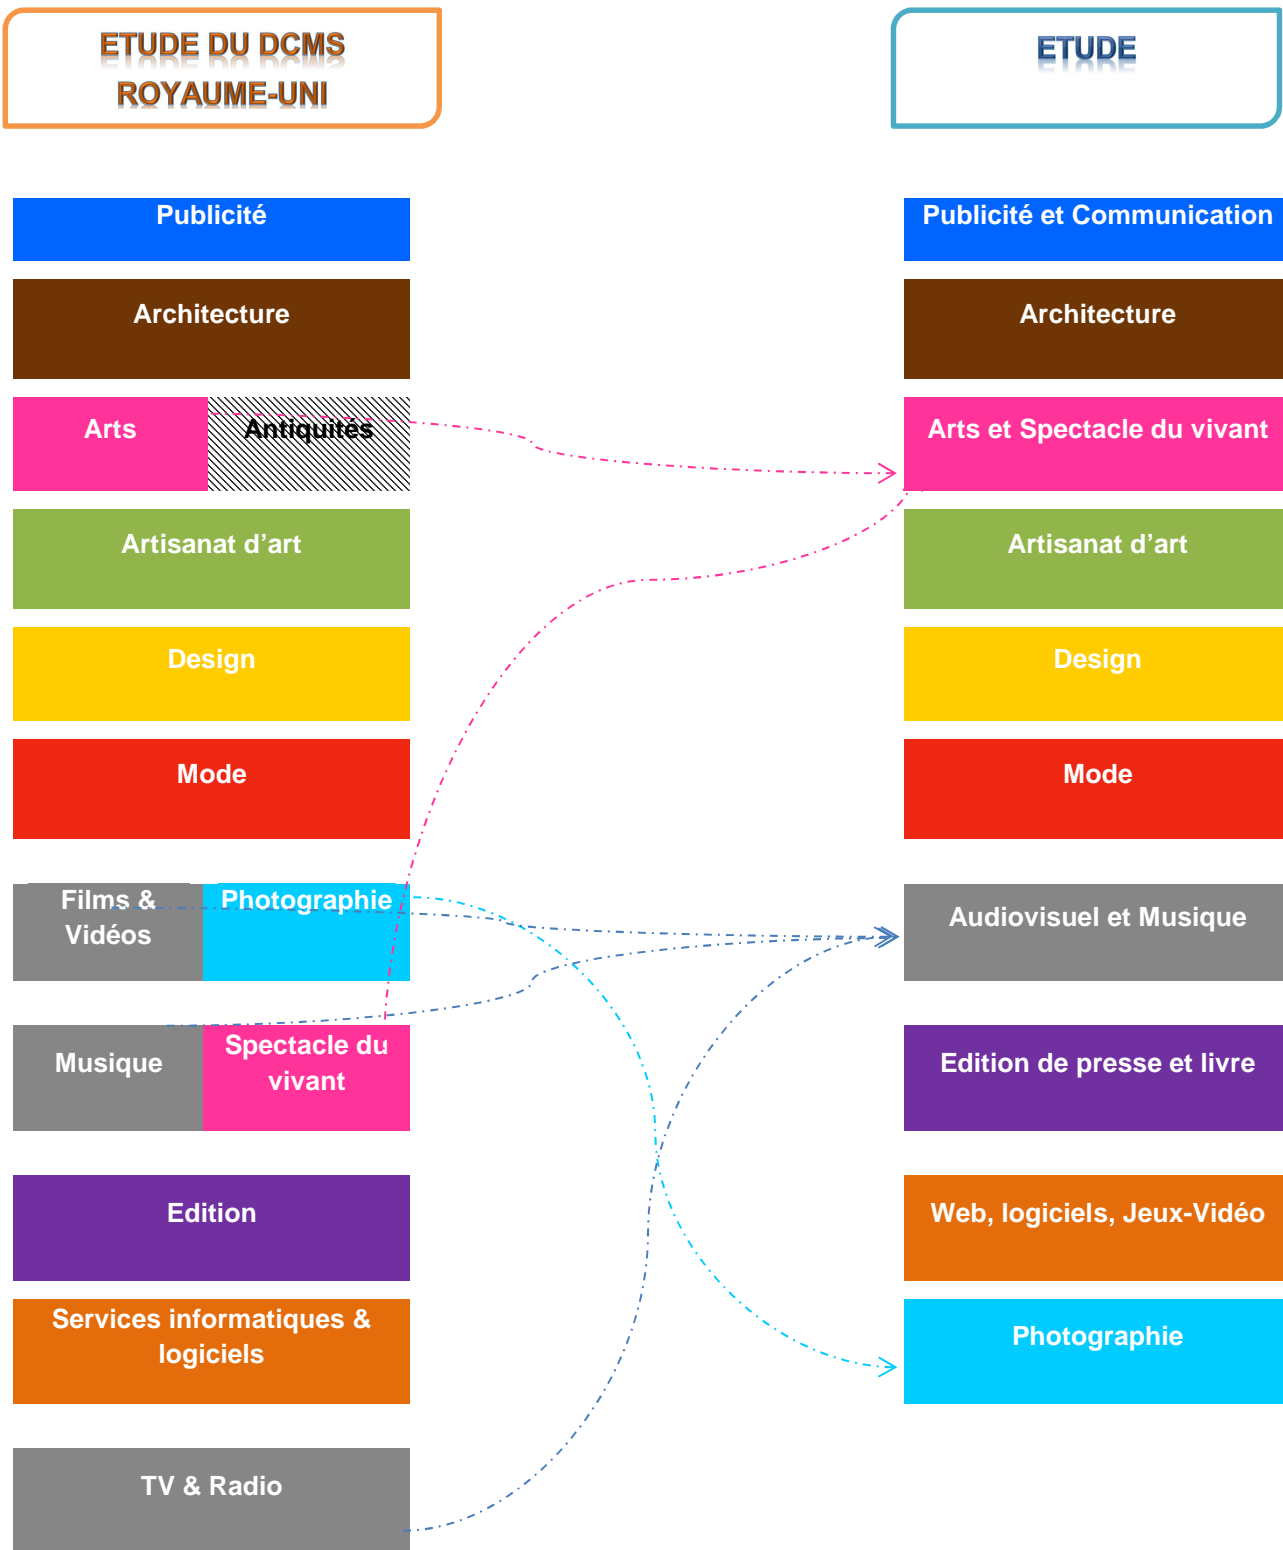 ETUDE DU DCMS
ROYAUME-UNI
ETUDE
Publicité
Publicité et Communication
Architecture
Architecture
Arts
Antiquités
Arts et Spectacle du vivant
Artisanat d’art
Artisanat d’art
Design
Design
Mode
Mode
Films &
Vidéos
Photographie
Audiovisuel et Musique
Musique
Spectacle du
vivant
Edition de presse et livre
Edition
Web, logiciels, Jeux-Vidéo
Services informatiques &
logiciels
Photographie
TV & Radio